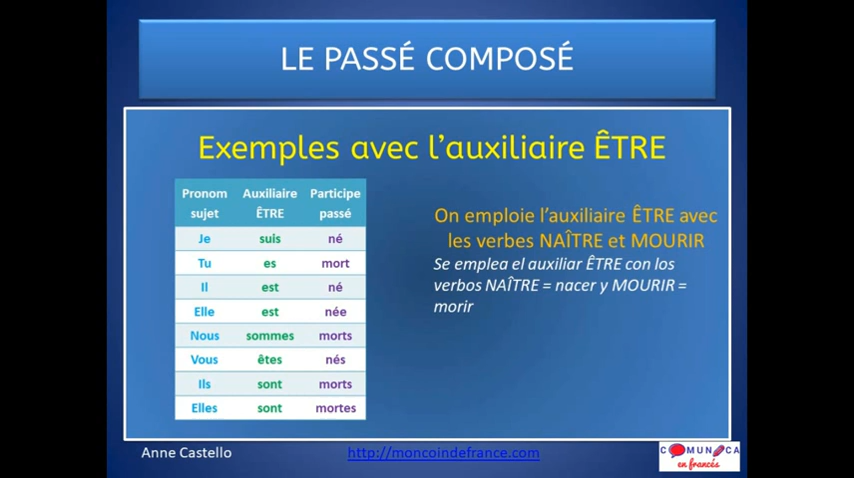 LE PASSÉ COMPOSÉ
Exemples avec l'auxiliaire ÊTRE
Pronom sujet Auxiliaire ÊTRE Participe passé
Je suis né
Tu es mort
Il est né
Elle est née
Nous sommes morts
Vous êtes nés
Ils sont morts
Elles sont mortes
On emploie l'auxiliaire ÊTRE avec
les verbes NAÎTRE et MOURIR
Se emplea el auxiliar ÊTRE con los
verbos NAÎTRE = nacer y MOURIR =
morir
Anne Castello
http://moncoindefrance.com
COMUNICA
en francés